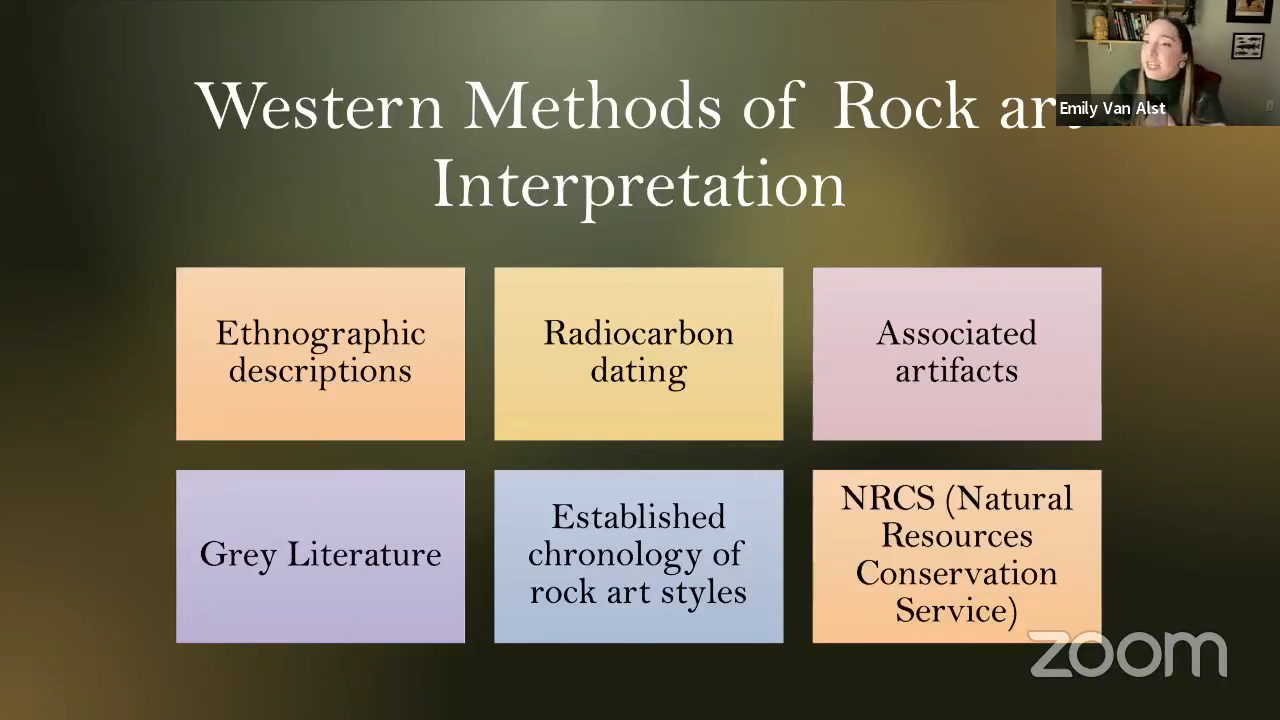 Western Methods of Rock art
Interpretation
Emily Van Alst
Ethnographic
descriptions
Radiocarbon
dating
Associated
artifacts
Grey Literature
Established
chronology of
rock art styles
NRCS (Natural
Resources
Conservation
Service)
zoom